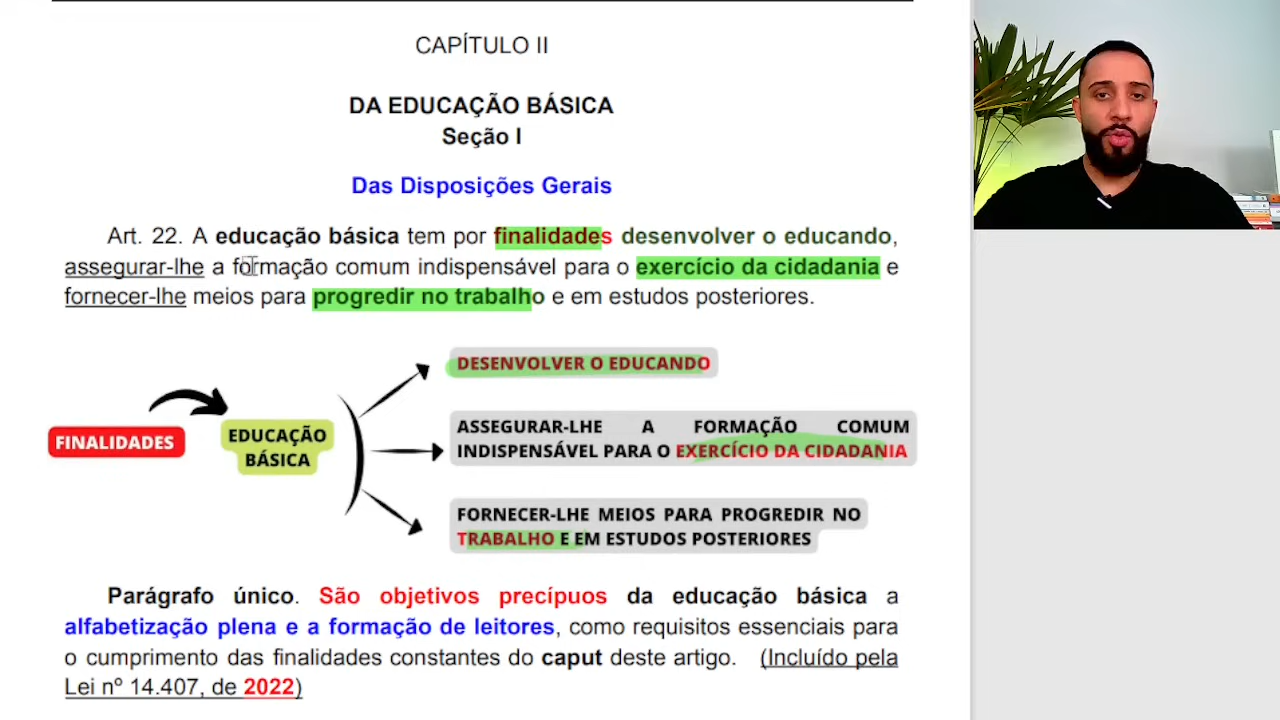 CAPÍTULO II
DA EDUCAÇÃO BÁSICA
Seção I
Das Disposições Gerais
Art. 22. A educação básica tem por finalidades desenvolver o educando,
assegurar-lhe a formação comum indispensável para o exercício da cidadania e
fornecer-lhe meios para progredir no trabalho e em estudos posteriores.
FINALIDADES
EDUCAÇÃO
BÁSICA
DESENVOLVER O EDUCANDO
ASSEGURAR-LHE A FORMAÇÃO COMUM
INDISPENSÁVEL PARA O EXERCÍCIO DA CIDADANIA
FORNECER-LHE MEIOS PARA PROGREDIR NO
TRABALHO E EM ESTUDOS POSTERIORES
Parágrafo único. São objetivos precípuos da educação básica a
alfabetização plena e a formação de leitores, como requisitos essenciais para
o cumprimento das finalidades constantes do caput deste artigo. (Incluído pela
Lei nº 14.407, de 2022)